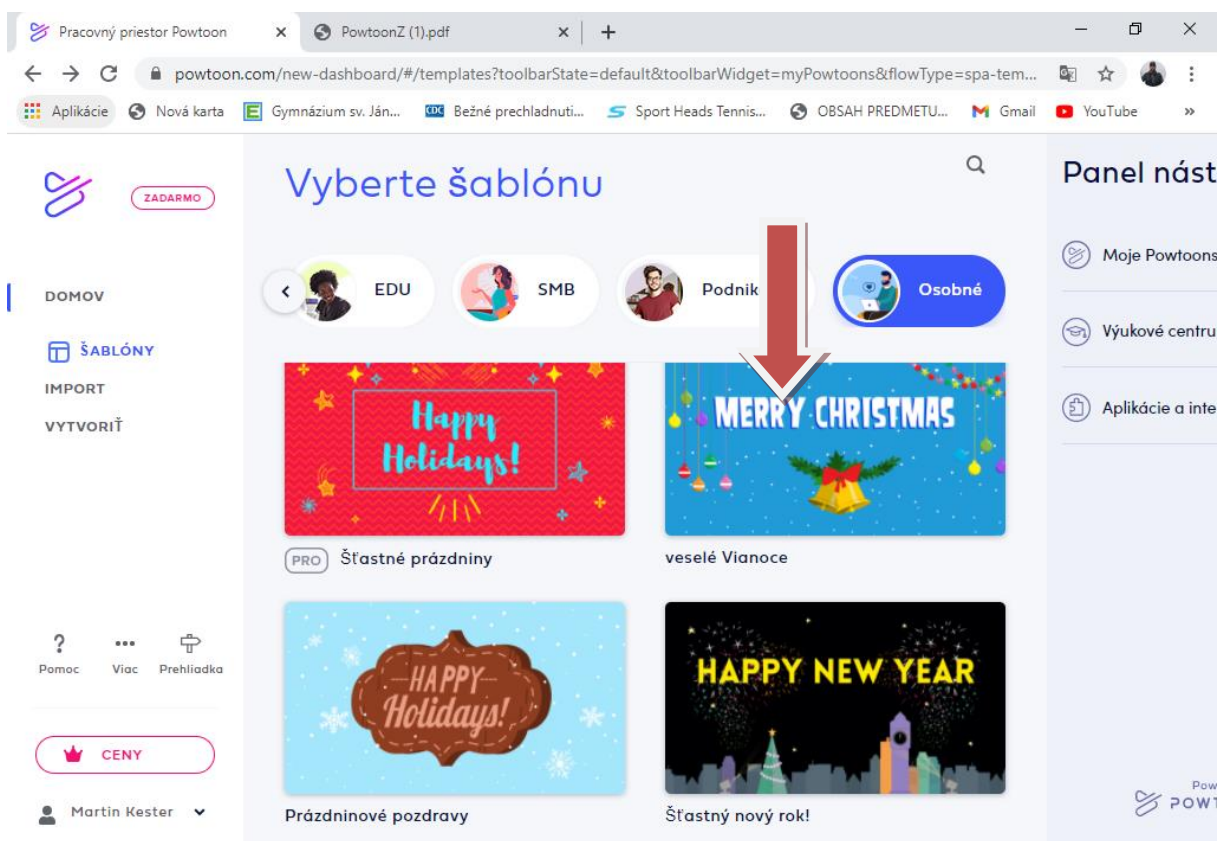 Pracovný priestor Powtoon
PowtoonZ (1).pdf
powtoon.com/new-dashboard/#/templates?toolbarState=default&toolbarWidget=myPowtoons&flowType=spa-tem...
Aplikácie
Nová karta
Gymnázium sv. Ján...
CDC
Bežné prechladnuti...
Sport Heads Tennis...
OBSAH PREDMETU...
Gmail
YouTube
»
ZADARMO
Vyberte šablónu
Panel nást
EDU
SMB
Podnik
Osobné
Moje Powtoons
Výukové centru
Aplikácie a inte
DOMOV
ŠABLÓNY
IMPORT
VYTVORIŤ
Happy
Holidays!
MERRY CHRISTMAS
PRO Šťastné prázdniny
veselé Vianoce
HAPPY
Holidays!
HAPPY NEW YEAR
Prázdninové pozdravy
Šťastný nový rok!
?
Pomoc
Viac
Prehliadka
CENY
Martin Kester
Pow
POWT